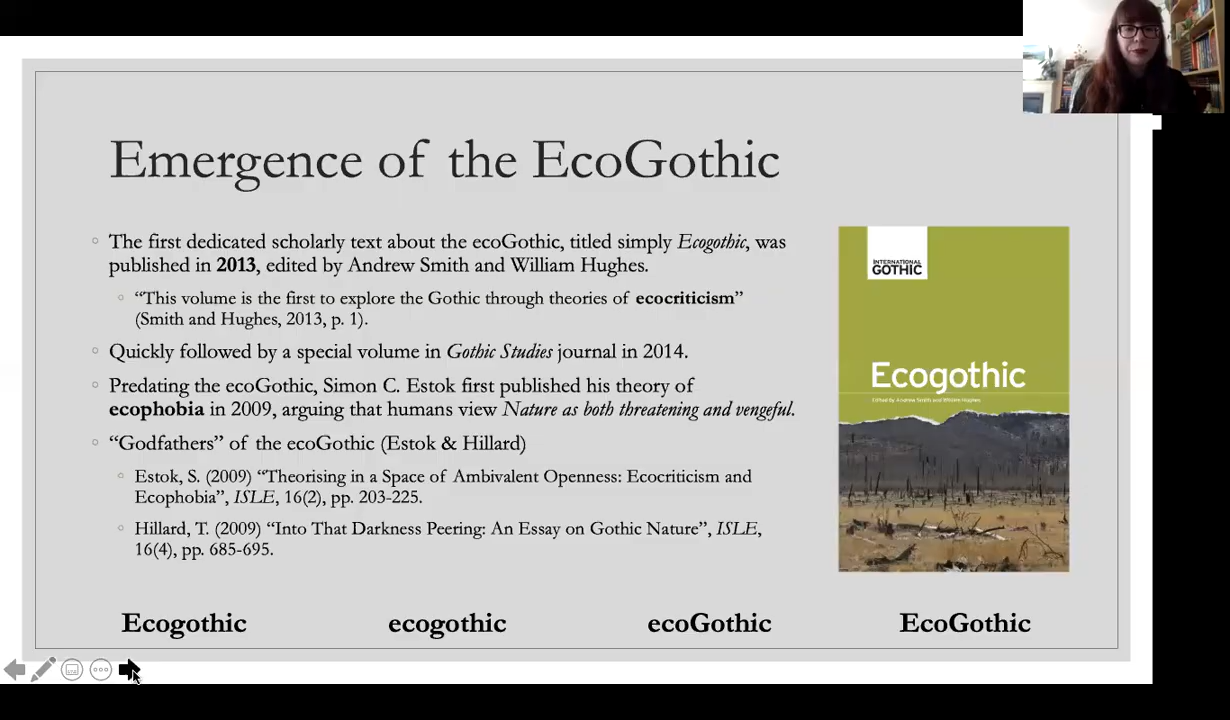 Emergence of the EcoGothic
The first dedicated scholarly text about the ecoGothic, titled simply Ecogothic, was
published in 2013, edited by Andrew Smith and William Hughes.
“This volume is the first to explore the Gothic through theories of ecocriticism”
(Smith and Hughes, 2013, p. 1).
Quickly followed by a special volume in Gothic Studies journal in 2014.
Predating the ecoGothic, Simon C. Estok first published his theory of
ecophobia in 2009, arguing that humans view Nature as both threatening and vengeful.
“Godfathers” of the ecoGothic (Estok & Hillard)
Estok, S. (2009) “Theorising in a Space of Ambivalent Openness: Ecocriticism and
Ecophobia”, ISLE, 16(2), pp. 203-225.
Hillard, T. (2009) “Into That Darkness Peering: An Essay on Gothic Nature”, ISLE,
16(4), pp. 685-695.
INTERNATIONAL
GOTHIC
Ecogothic
Edited by Andrew Smith and William Hughes
Ecogothic ecogothic ecoGothic EcoGothic